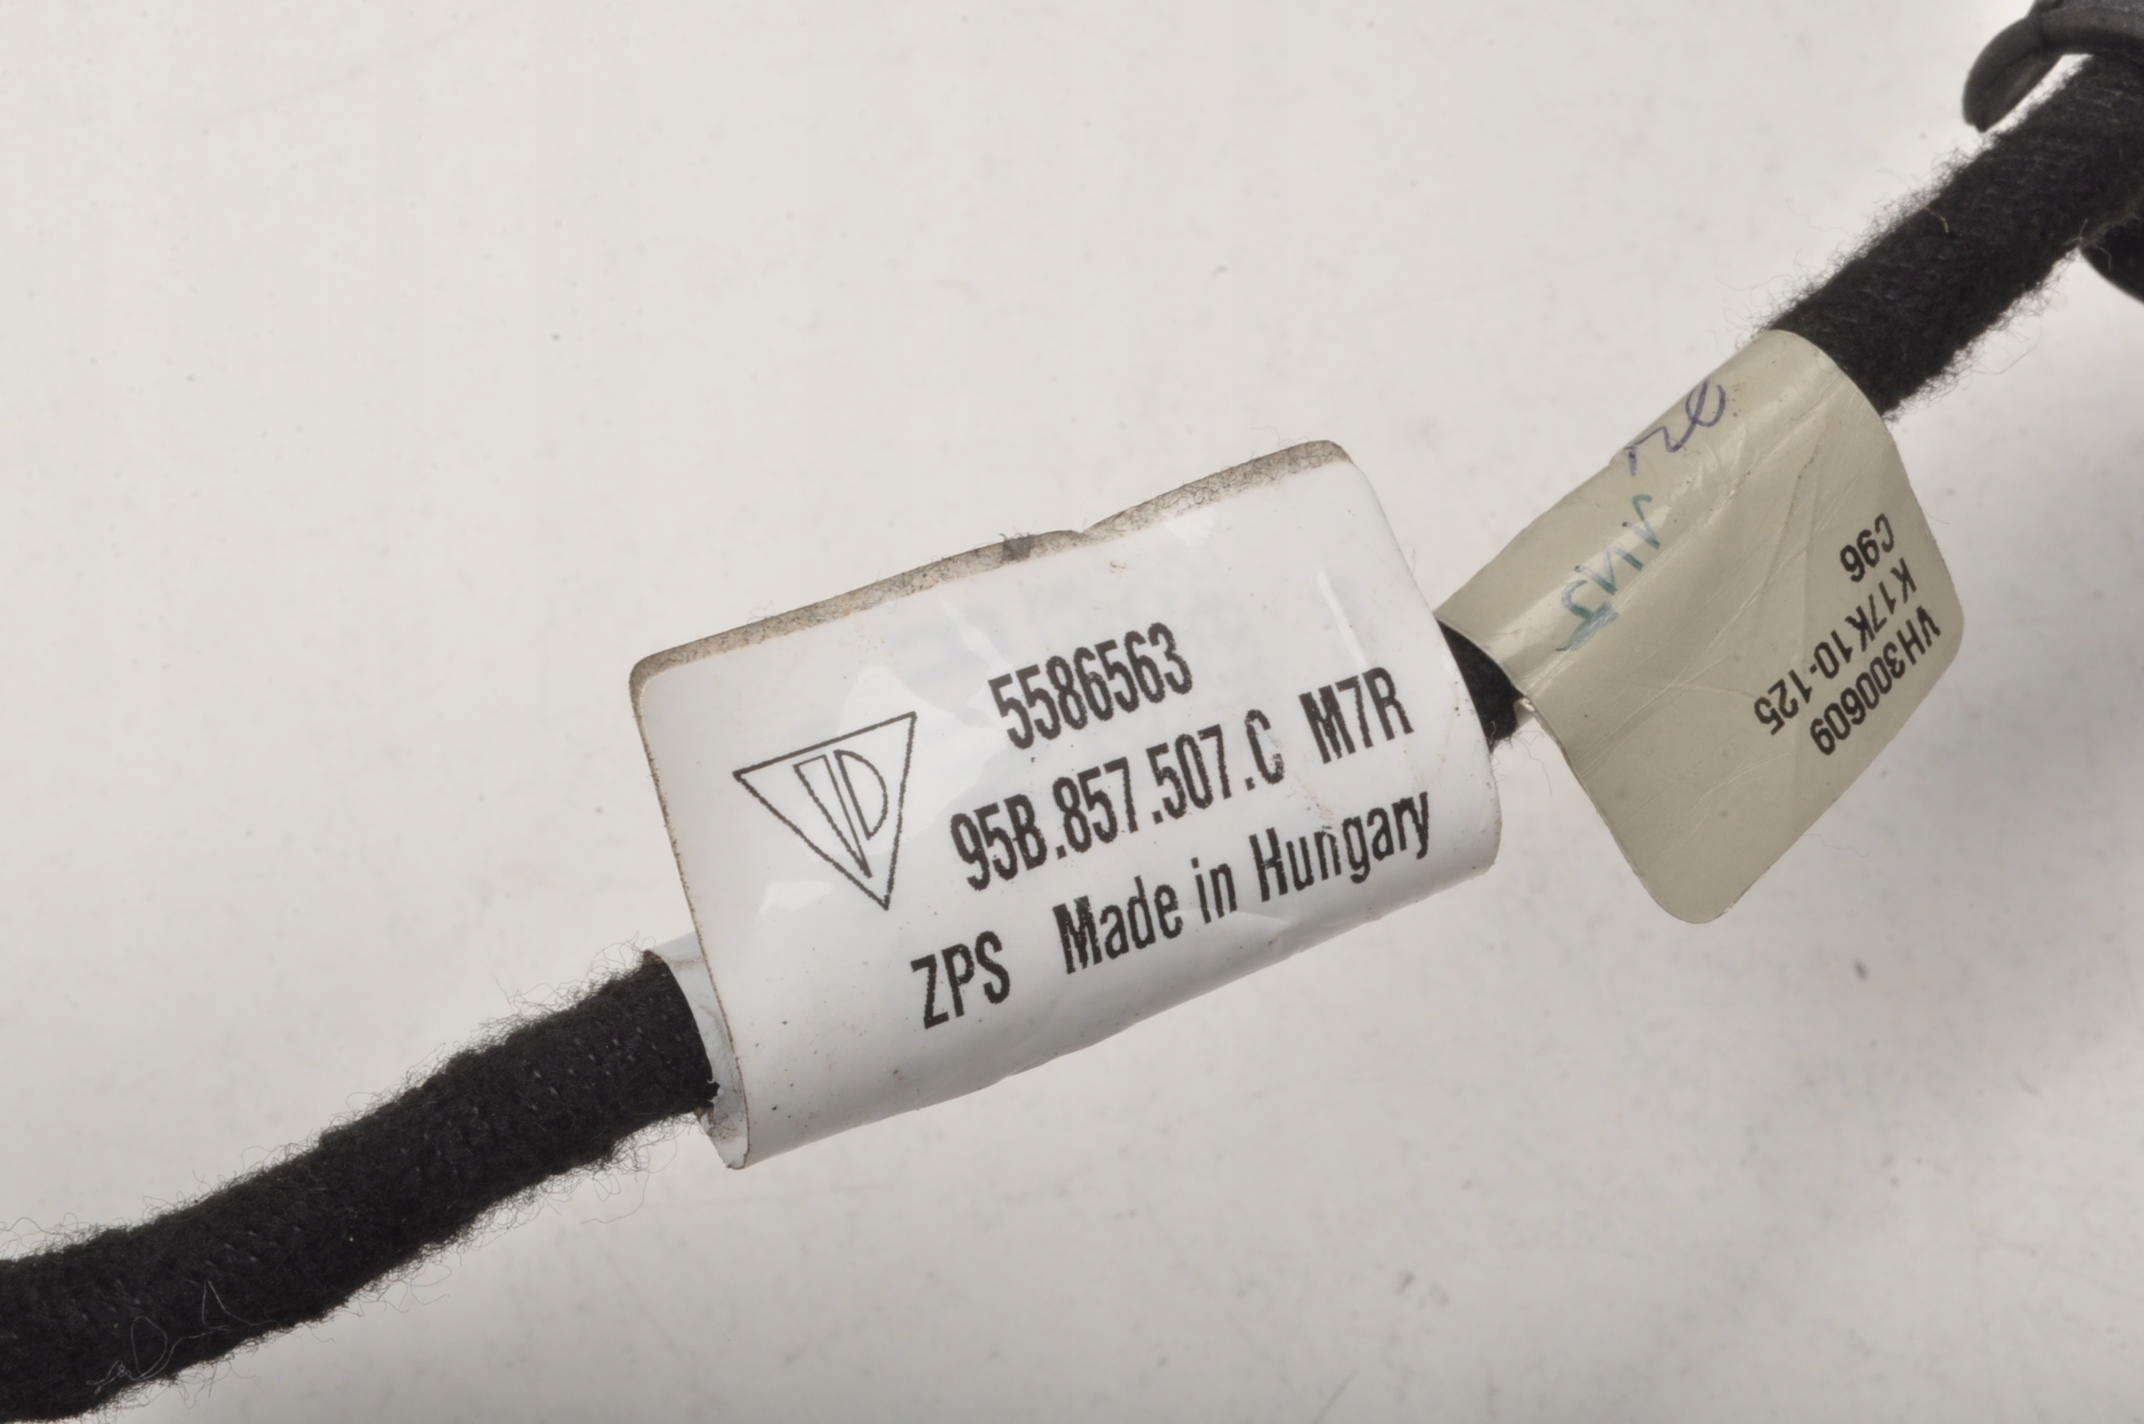 5586563
95B.857.507.C M7R
ZPS Made in Hungary
VH300609
K17K10-125
C96